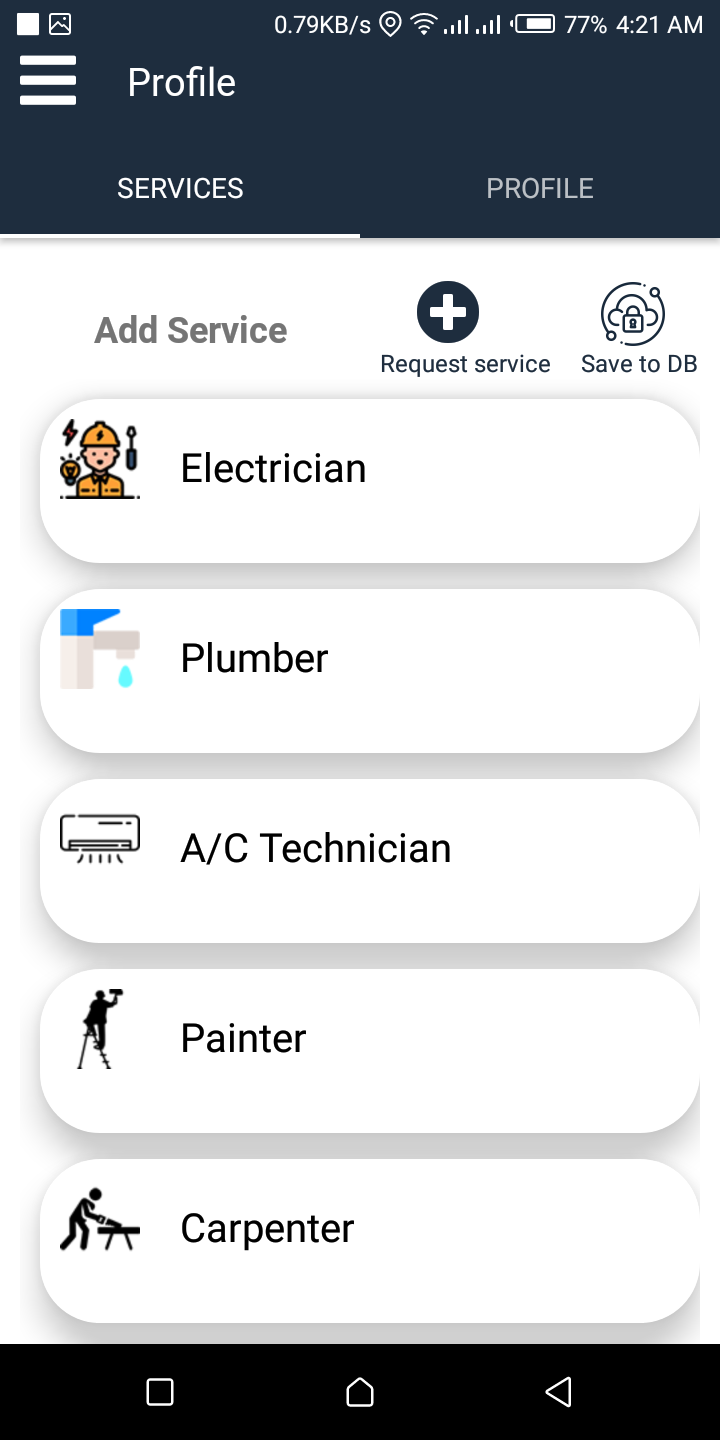 0.79KB/s 77% 4:21 AM
Profile
SERVICES PROFILE
Add Service
Request service Save to DB
Electrician
Plumber
A/C Technician
Painter
Carpenter